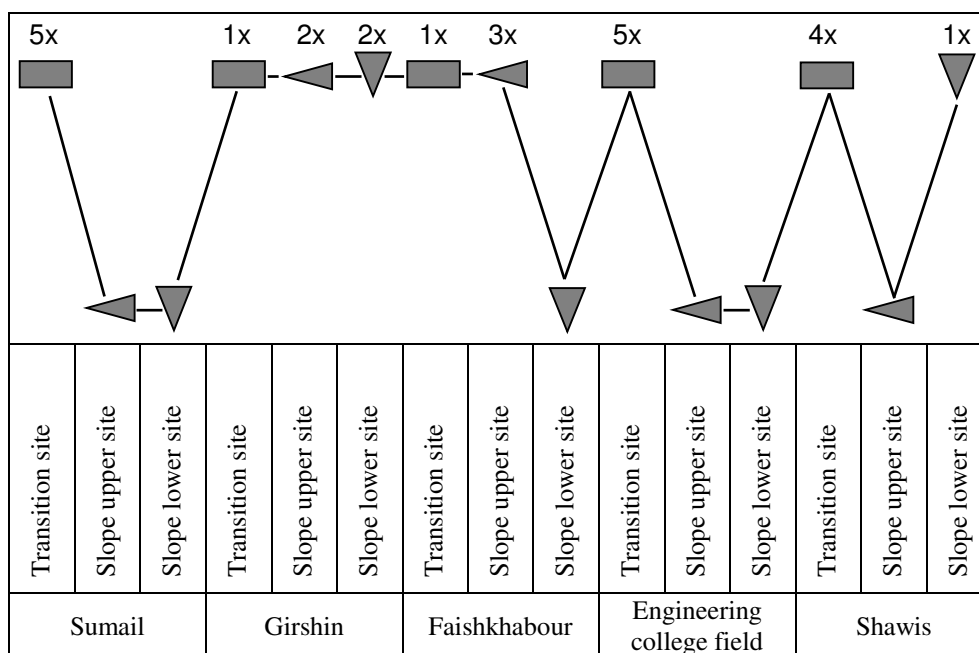 5x 1x 2x 2x 1x 3x 5x 4x 1x
Transition site
Slope upper site
Slope lower site
Transition site
Slope upper site
Slope lower site
Transition site
Slope upper site
Slope lower site
Transition site
Slope upper site
Slope lower site
Transition site
Slope upper site
Slope lower site
Sumail
Girshin
Faishkhabour
Engineering
college field
Shawis